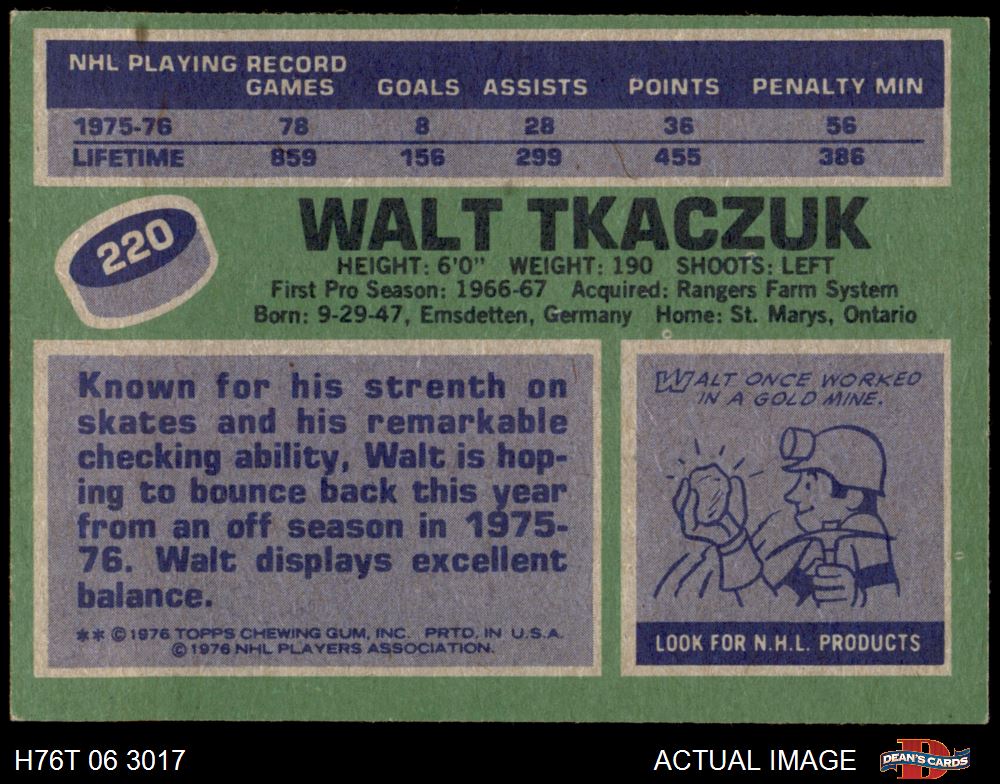 NHL PLAYING RECORD
GAMES GOALS ASSISTS POINTS PENALTY MIN
1975-76 78 8 28 36 56
LIFETIME 859 156 299 455 386
220
WALT TKACZUK
HEIGHT: 6'0" WEIGHT: 190 SHOOTS: LEFT
First Pro Season: 1966-67 Acquired: Rangers Farm System
Born: 9-29-47, Emsdetten, Germany Home: St. Marys, Ontario
Known for his strenth on
skates and his remarkable
checking ability, Walt is hop-
ing to bounce back this year
from an off season in 1975-
76. Walt displays excellent
balance.
** © 1976 TOPPS CHEWING GUM, INC. PRTD. IN U.S.A.
© 1976 NHL PLAYERS ASSOCIATION.
WALT ONCE WORKED
IN A GOLD MINE.
LOOK FOR N.H.L. PRODUCTS
H76T 06 3017
ACTUAL IMAGE
D
DEAN'S CARDS